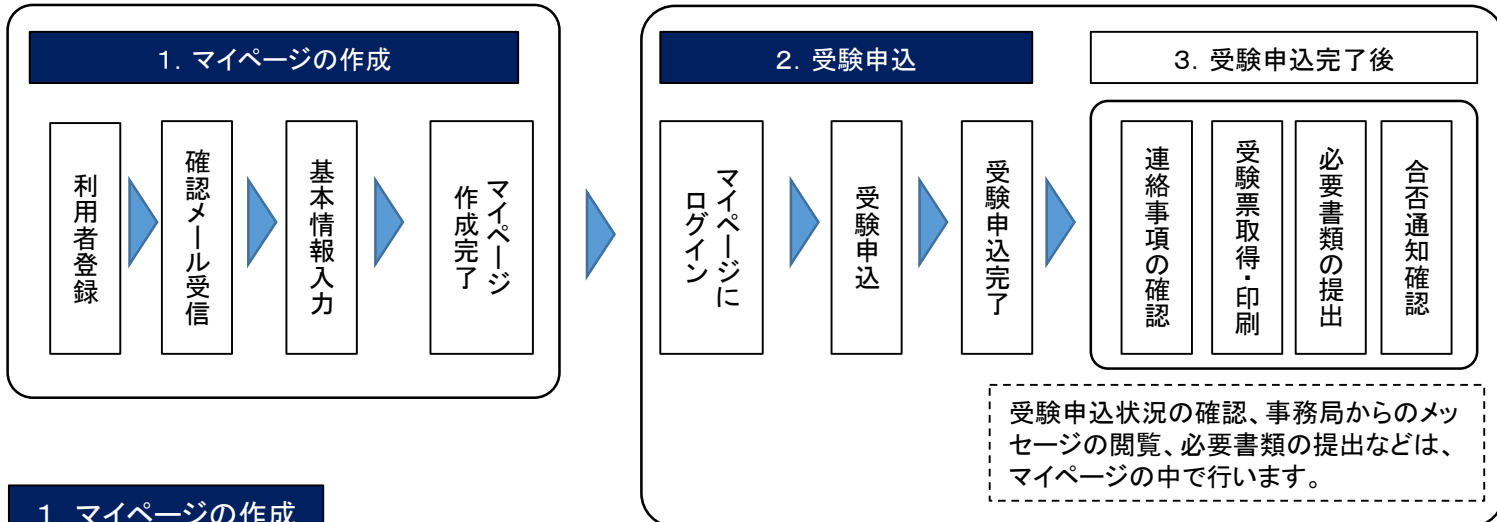 １．マイページの作成
利用者登録
確認メール受信
基本情報入力
マイページ
作成完了
２．受験申込
マイページに
ログイン
受験申込
受験申込完了
３．受験申込完了後
連絡事項の確認
受験票取得・印刷
必要書類の提出
合否通知確認
受験申込状況の確認、事務局からのメッ
セージの閲覧、必要書類の提出などは、
マイページの中で行います。
１．マイページの作成